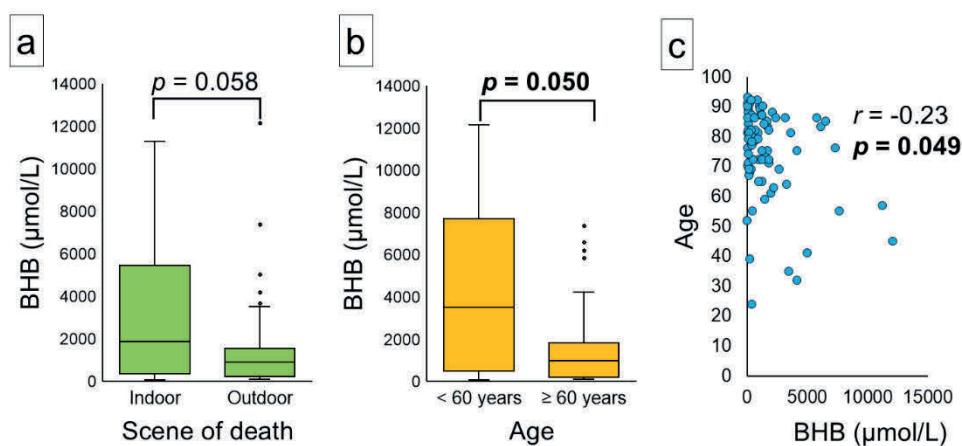 a
p = 0.058
14000
12000
10000
8000
6000
4000
2000
0
BHB (µmol/L)
Indoor
Outdoor
Scene of death
b
p = 0.050
14000
12000
10000
8000
6000
4000
2000
0
BHB (µmol/L)
< 60 years
≥ 60 years
Age
c
100
90
80
70
60
50
40
30
20
10
0
Age
r = -0.23
p = 0.049
0
5000
10000
15000
BHB (µmol/L)